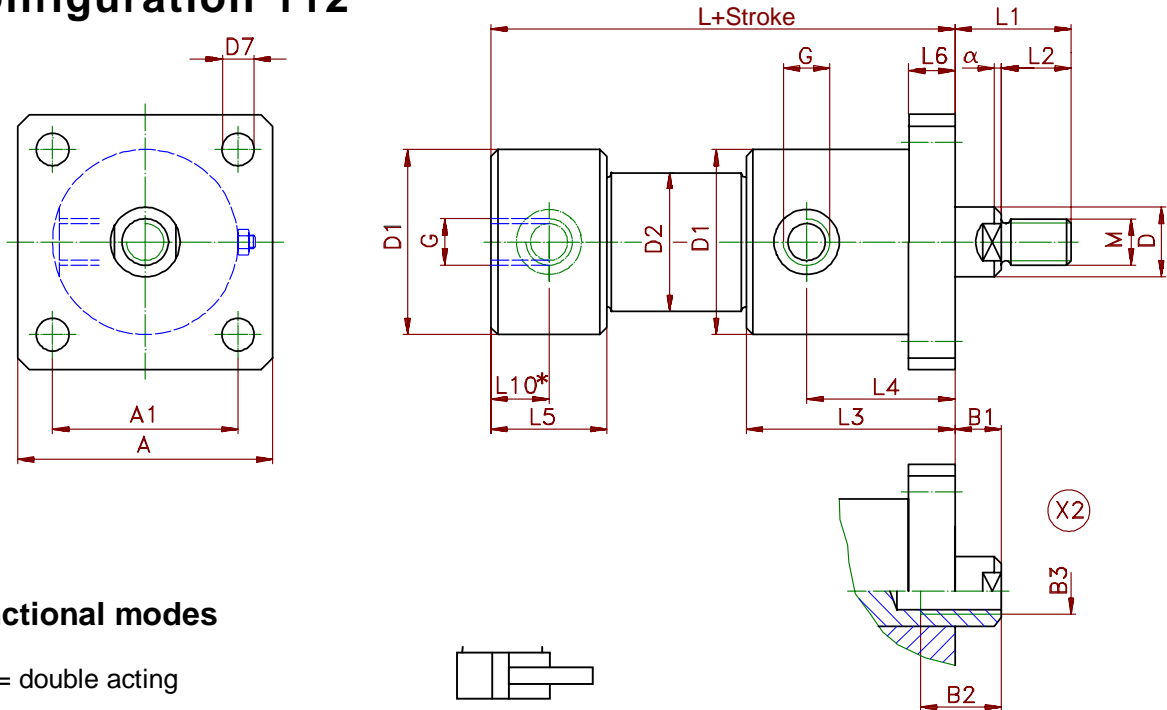 onfiguration 112
L+Stroke
L1
D7
G
L6
α
L2
D1
G
D2
D1
M
D
L10*
L5
L4
L3
B1
A1
A
X2
B3
B2
ctional modes
= double acting